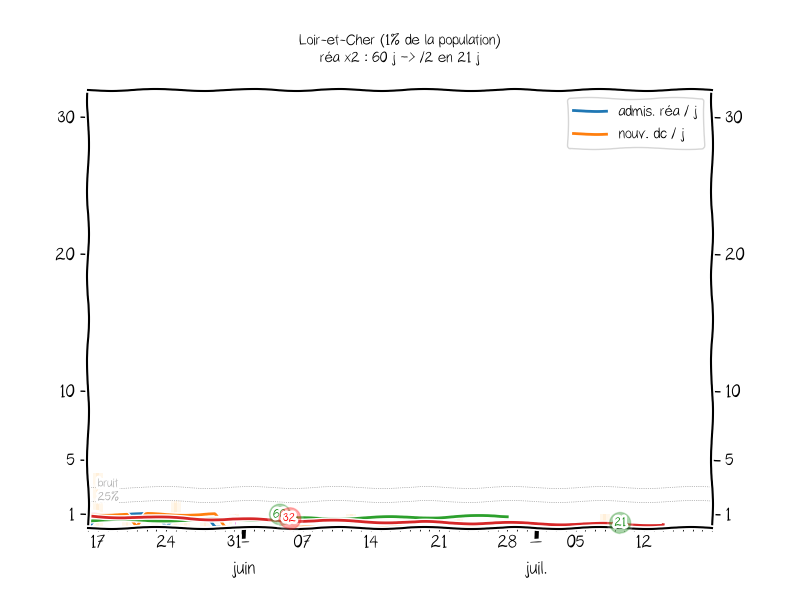 Loir-et-Cher (1% de la population)
réa x2 : 60 j -> /2 en 21 j
admis. réa / j
nouv. dc / j
30 30
20 20
10 10
5 5
bruit
25%
1 1
6 32 21
17 24 31 07 14 21 28 05 12
juin juil.